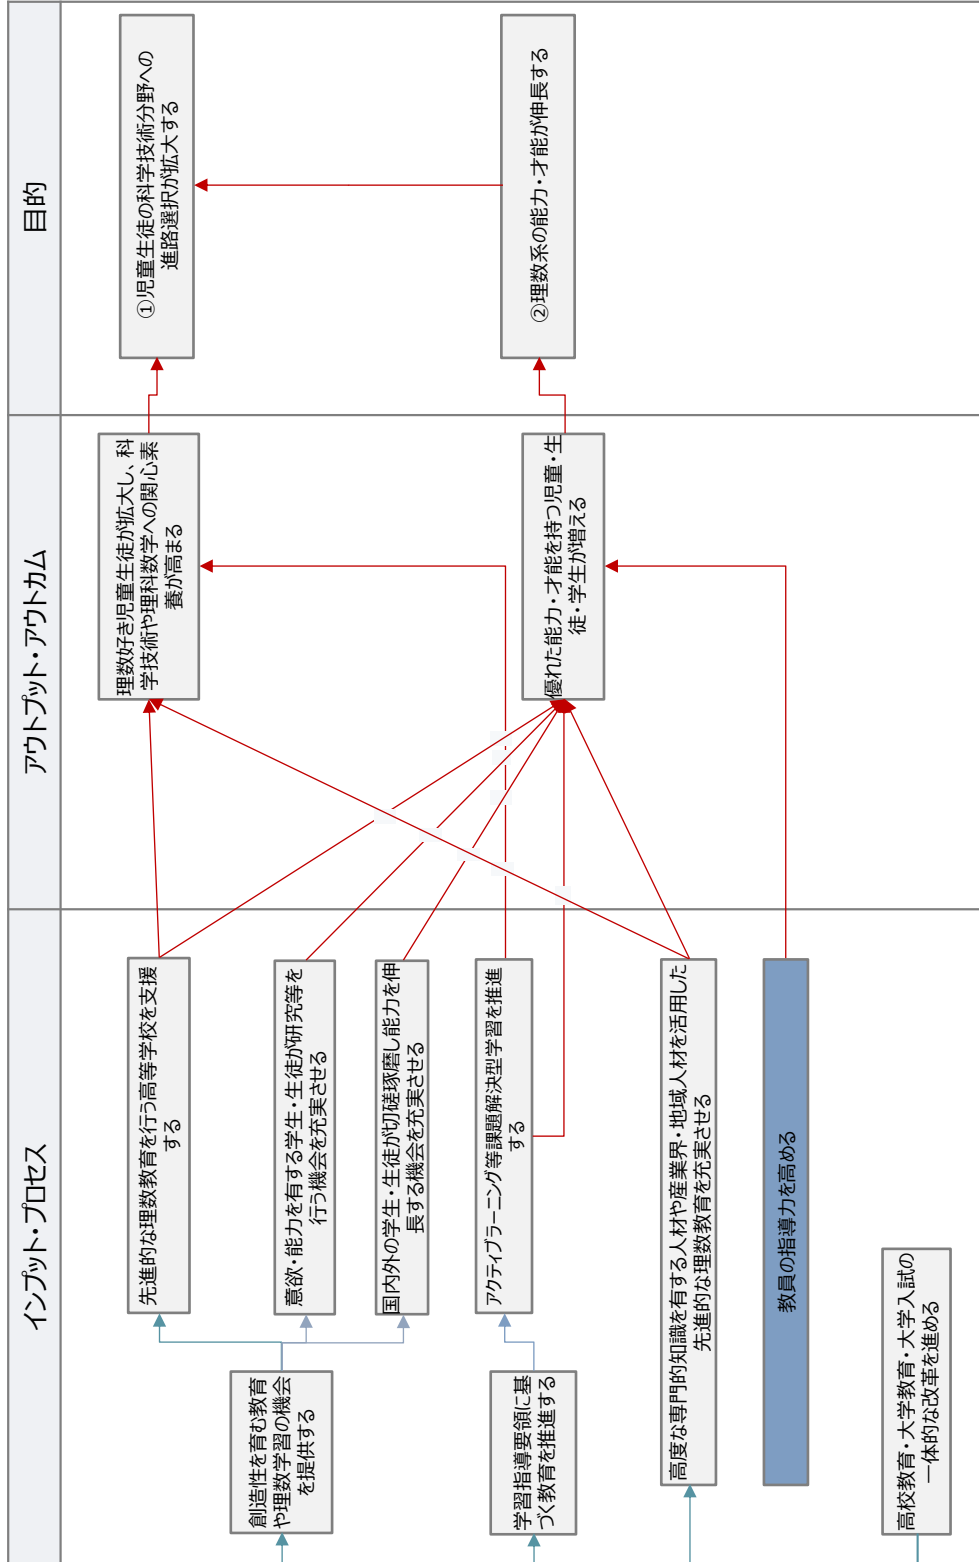 インプット・プロセス
アウトプット・アウトカム
目的
創造性を育む教育
や理数学習の機会
を提供する
学習指導要領に基
づく教育を推進する
先進的な理数教育を行う高等学校を支援
する
意欲・能力を有する学生・生徒が研究等を
行う機会を充実させる
国内外の学生・生徒が切磋琢磨し能力を伸
長する機会を充実させる
アクティブラーニング等課題解決型学習を推進
する
高度な専門的知識を有する人材や産業界・地域人材を活用した
先進的な理数教育を充実させる
教員の指導力を高める
高校教育・大学教育・大学入試の
一体的な改革を進める
理数好き児童生徒が拡大し、科
学技術や理科数学への関心素
養が高まる
優れた能力・才能を持つ児童・生
徒・学生が増える
①児童生徒の科学技術分野への
進路選択が拡大する
②理数系の能力・才能が伸長する